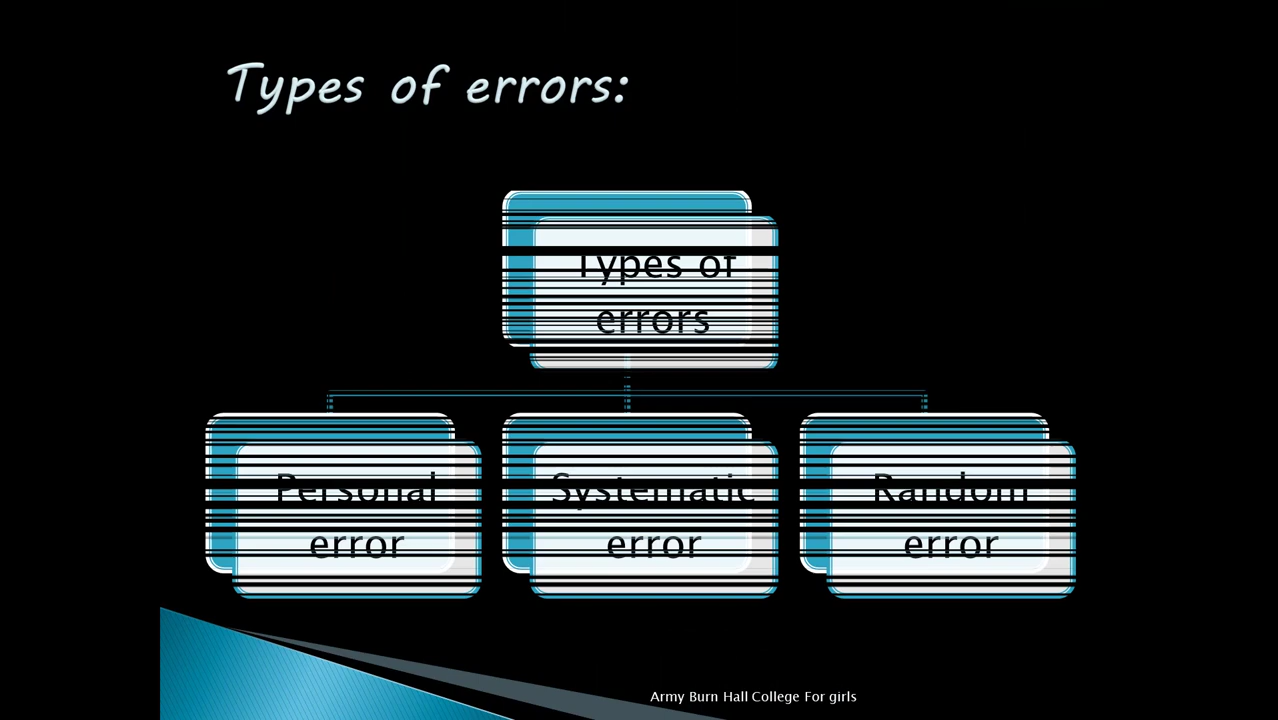 Types of errors:
Types of
errors
Personal
error
Systematic
error
Random
error
Army Burn Hall College For girls